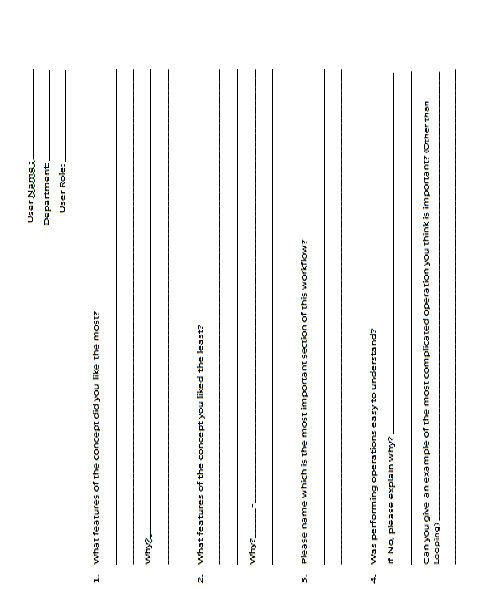 User Name :
Department:
User Role:
1. What features of the concept did you like the most?
Why?
2. What features of the concept you liked the least?
Why?
3. Please name which is the most important section of this workflow?
4. Was performing operations easy to understand?
If No, please explain why?
Can you give an example of the most complicated operation you think is important? (Other than
Looping)